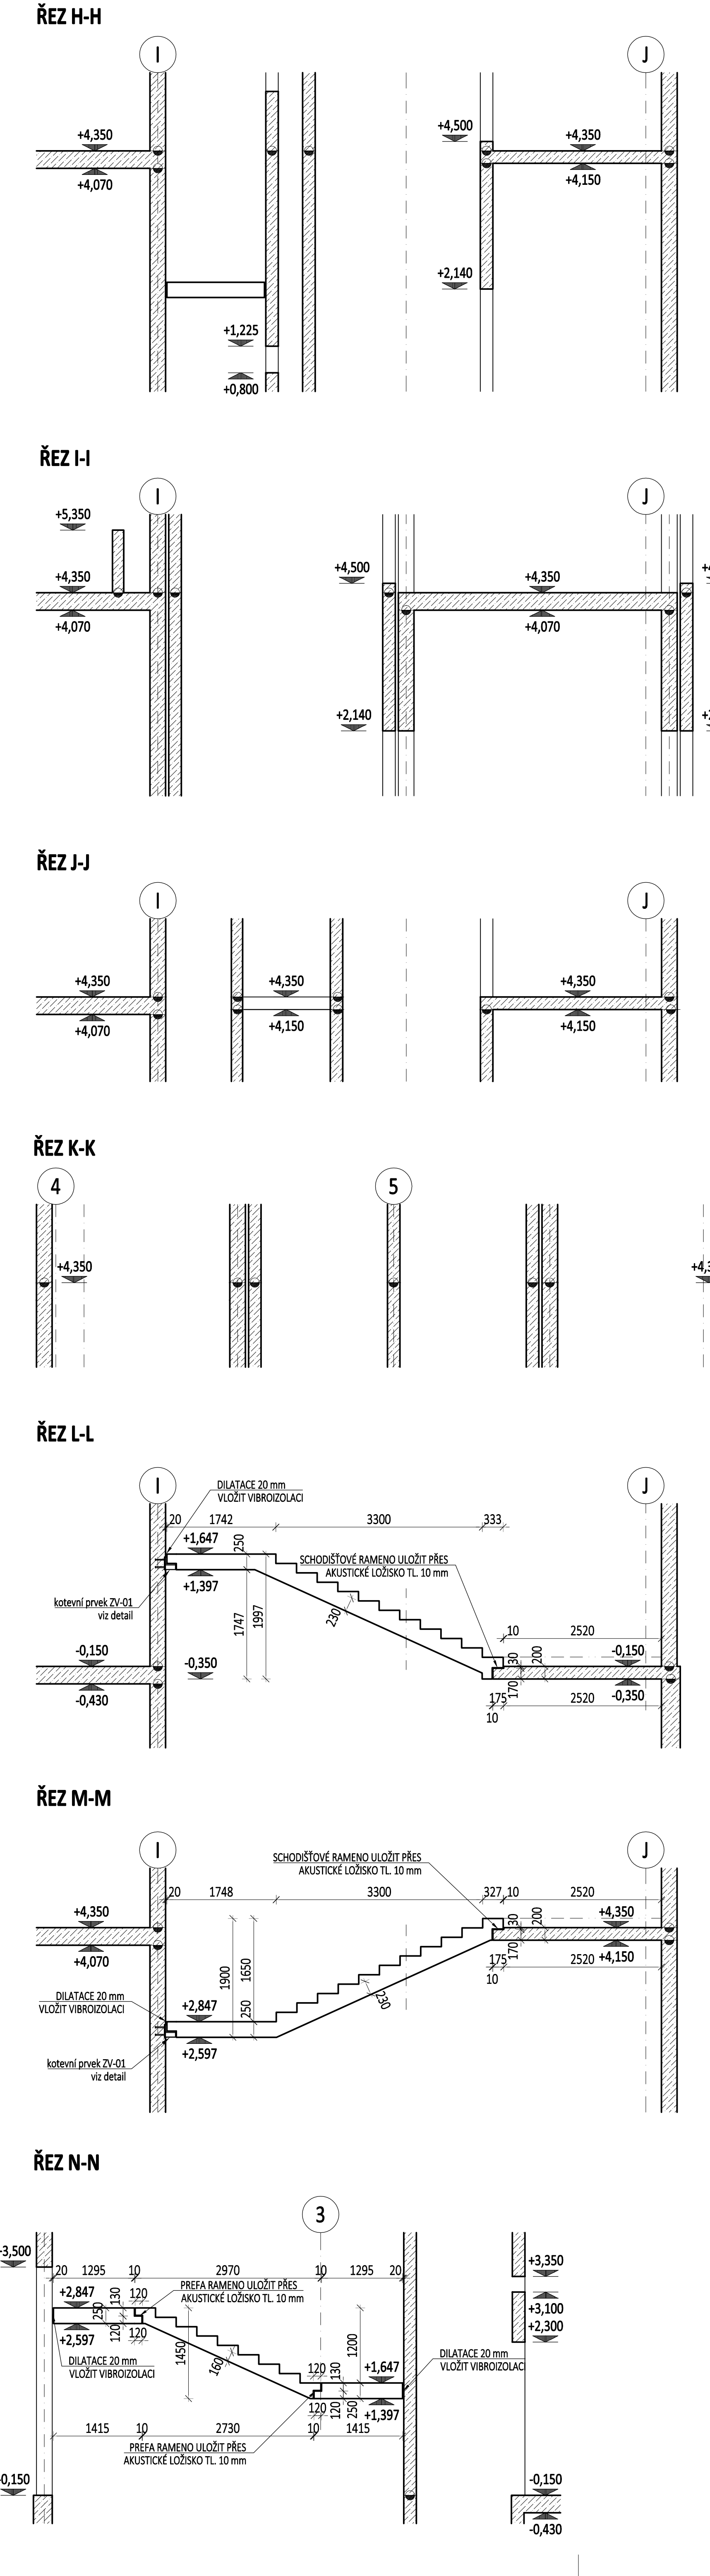 ŘEZ H-H
I
J
+4,350
+4,070
+4,500
+4,350
+4,150
+2,140
+1,225
+0,800
ŘEZ I-I
I
J
+5,350
+4,350
+4,070
+4,500
+4,350
+4,070
+2,140
ŘEZ J-J
I
J
+4,350
+4,350
+4,350
+4,070
+4,150
+4,150
ŘEZ K-K
4
5
+4,350
ŘEZ L-L
I
J
DILATACE 20 mm
VLOŽIT VIBROIZOLACI
20
1742
3300
333
+1,647
250
SCHODIŠŤOVÉ RAMENO ULOŽIT PŘES
AKUSTICKÉ LOŽISKO TL. 10 mm
+1,397
kotevní prvek ZV-01
viz detail
1747
1997
230
10
2520
-0,150
-0,430
-0,350
30
200
170
-0,150
-0,350
175
2520
10
ŘEZ M-M
I
J
SCHODIŠŤOVÉ RAMENO ULOŽIT PŘES
AKUSTICKÉ LOŽISKO TL. 10 mm
20
1748
3300
327
10
2520
+4,350
+4,070
30
200
170
+4,350
+4,150
175
2520
10
1900
1650
250
230
DILATACE 20 mm
VLOŽIT VIBROIZOLACI
+2,847
+2,597
kotevní prvek ZV-01
viz detail
ŘEZ N-N
3
-3,500
20
1295
10
2970
10
1295
20
+3,350
+3,100
+2,300
PREFA RAMENO ULOŽIT PŘES
AKUSTICKÉ LOŽISKO TL. 10 mm
+2,847
250
130
120
120
120
+2,597
DILATACE 20 mm
VLOŽIT VIBROIZOLACI
1450
160
1200
120
130
+1,647
120
120
250
+1,397
DILATACE 20 mm
VLOŽIT VIBROIZOLACI
1415
10
2730
10
1415
PREFA RAMENO ULOŽIT PŘES
AKUSTICKÉ LOŽISKO TL. 10 mm
-0,150
-0,150
-0,430